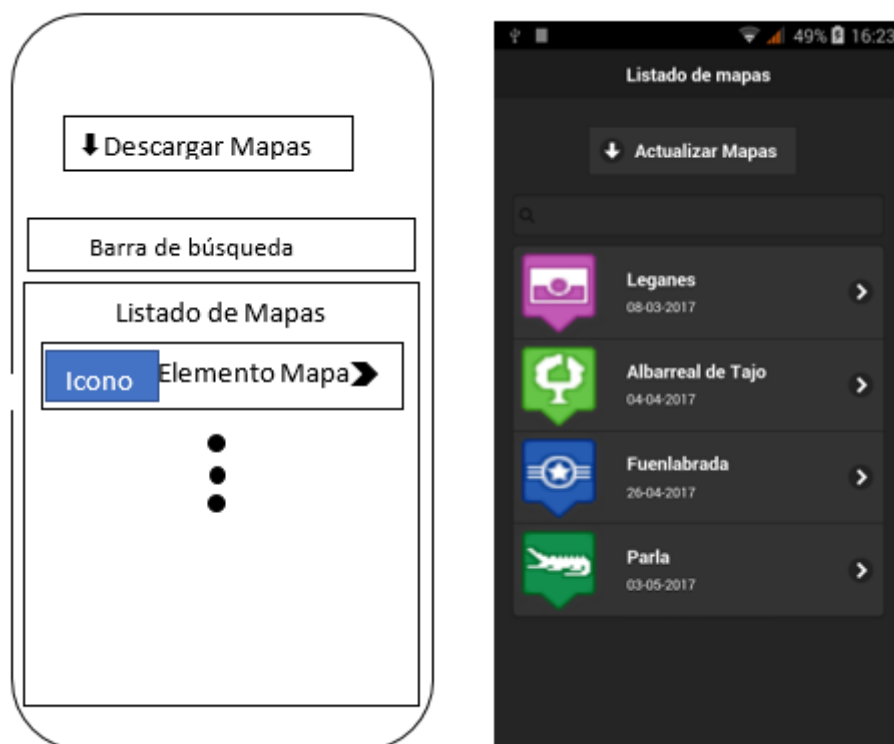 Descargar Mapas
Barra de búsqueda
Listado de Mapas
Icono
Elemento Mapa
49% 16:23
Listado de mapas
Actualizar Mapas
Leganes
08-03-2017
Albarreal de Tajo
04-04-2017
Fuenlabrada
26-04-2017
Parla
03-05-2017